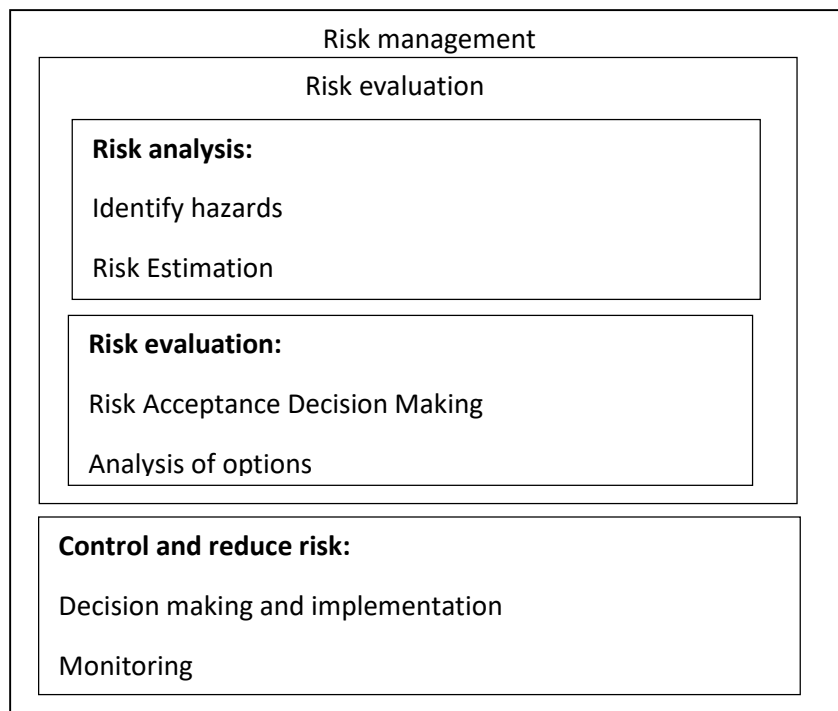 Risk management
Risk evaluation
Risk analysis:
Identify hazards
Risk Estimation
Risk evaluation:
Risk Acceptance Decision Making
Analysis of options
Control and reduce risk:
Decision making and implementation
Monitoring